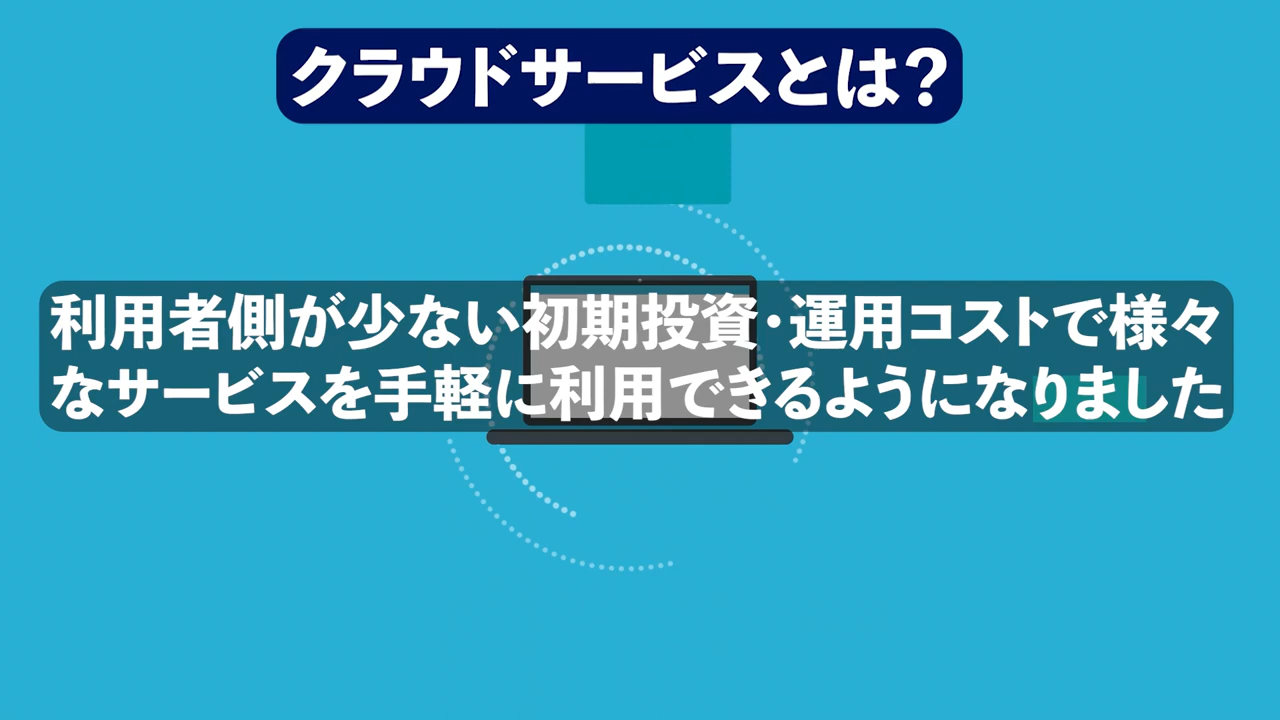 クラウドサービスとは？
利用者側が少ない初期投資・運用コストで様々
なサービスを手軽に利用できるようになりました